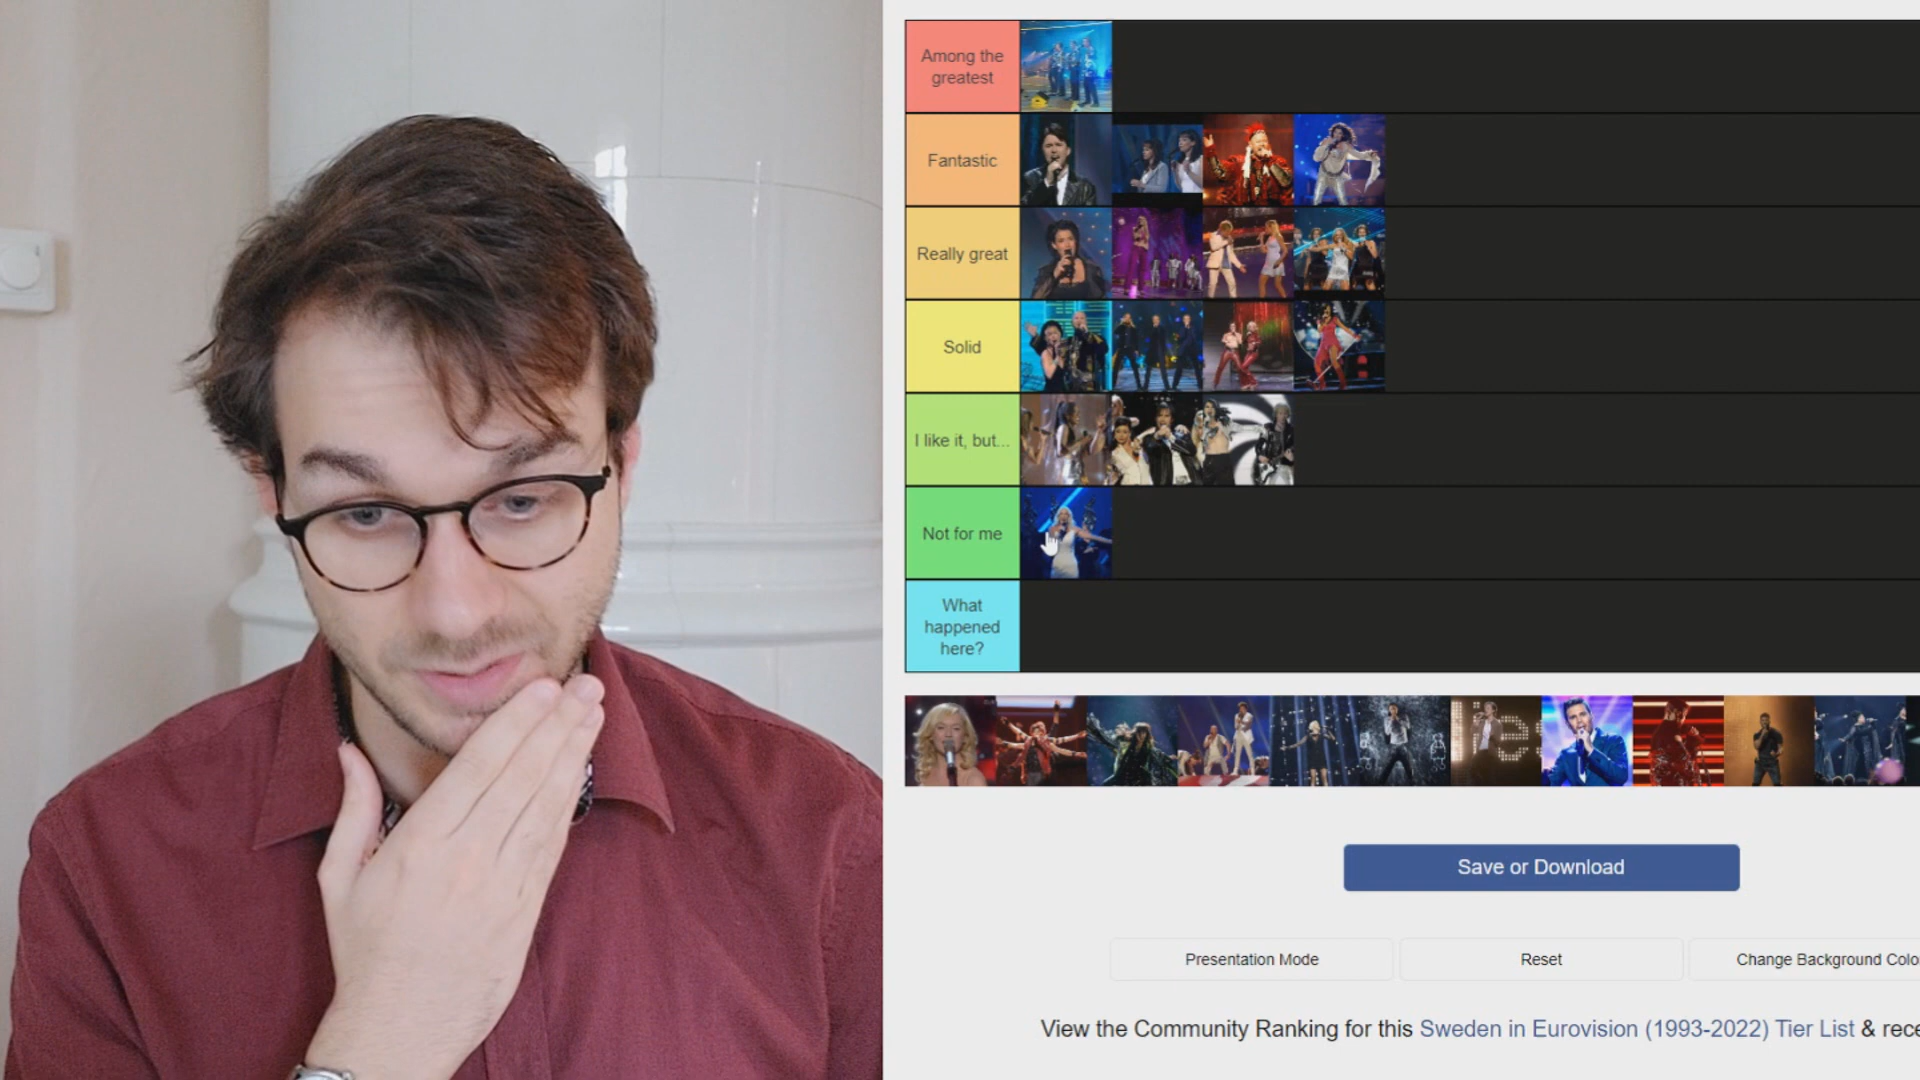 Among the
greatest
Fantastic
Really great
Solid
I like it, but...
Not for me
What
happened
here?
Save or Download
Presentation Mode
Reset
Change Background Colo
View the Community Ranking for this Sweden in Eurovision (1993-2022) Tier List & rece